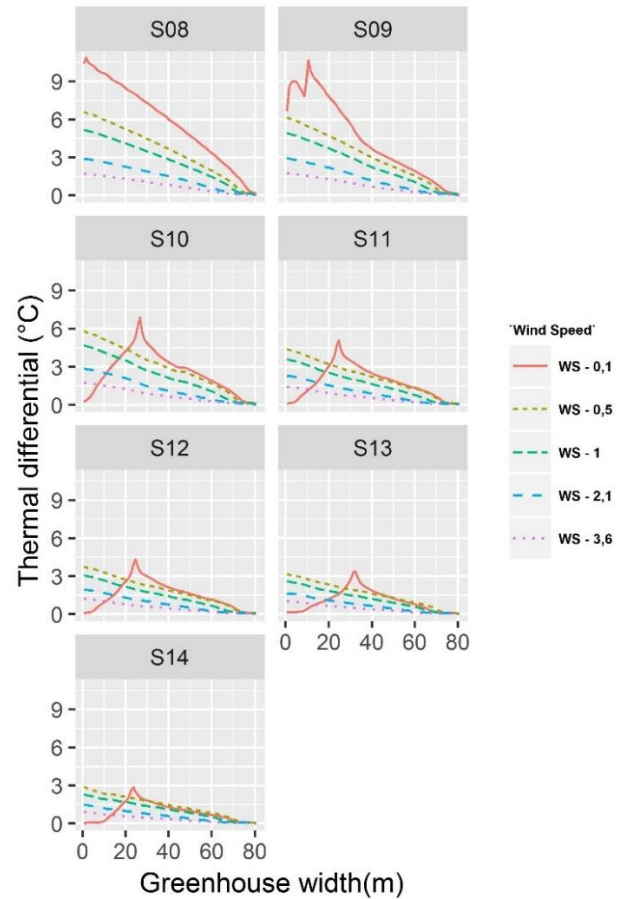 S08
S09
9
6
3
0
S10
S11
9
6
3
0
S12
S13
9
6
3
0
S14
0 20 40 60 80
9
6
3
0
0 20 40 60 80
Thermal differential (°C)
Greenhouse width(m)
`Wind Speed`
WS - 0,1
WS - 0,5
WS - 1
WS - 2,1
WS - 3,6